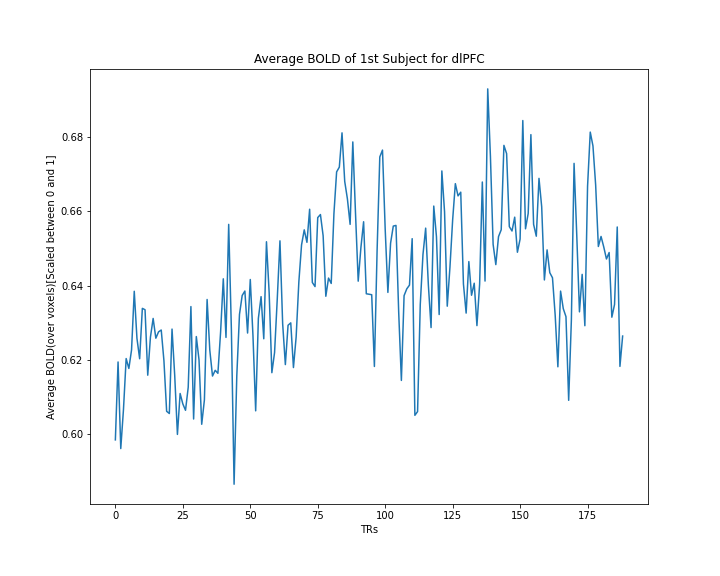 Average BOLD of 1st Subject for dlPFC
Average BOLD(over voxels)[Scaled between 0 and 1]
0.68
0.66
0.64
0.62
0.60
0 25 50 75 100 125 150 175
TRs